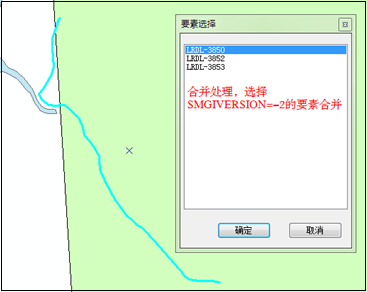 要素选择
LRDL-3850
LRDL-3852
LRDL-3853
合并处理，选择
SMGIVERSION=-2的要素合并
确定
取消